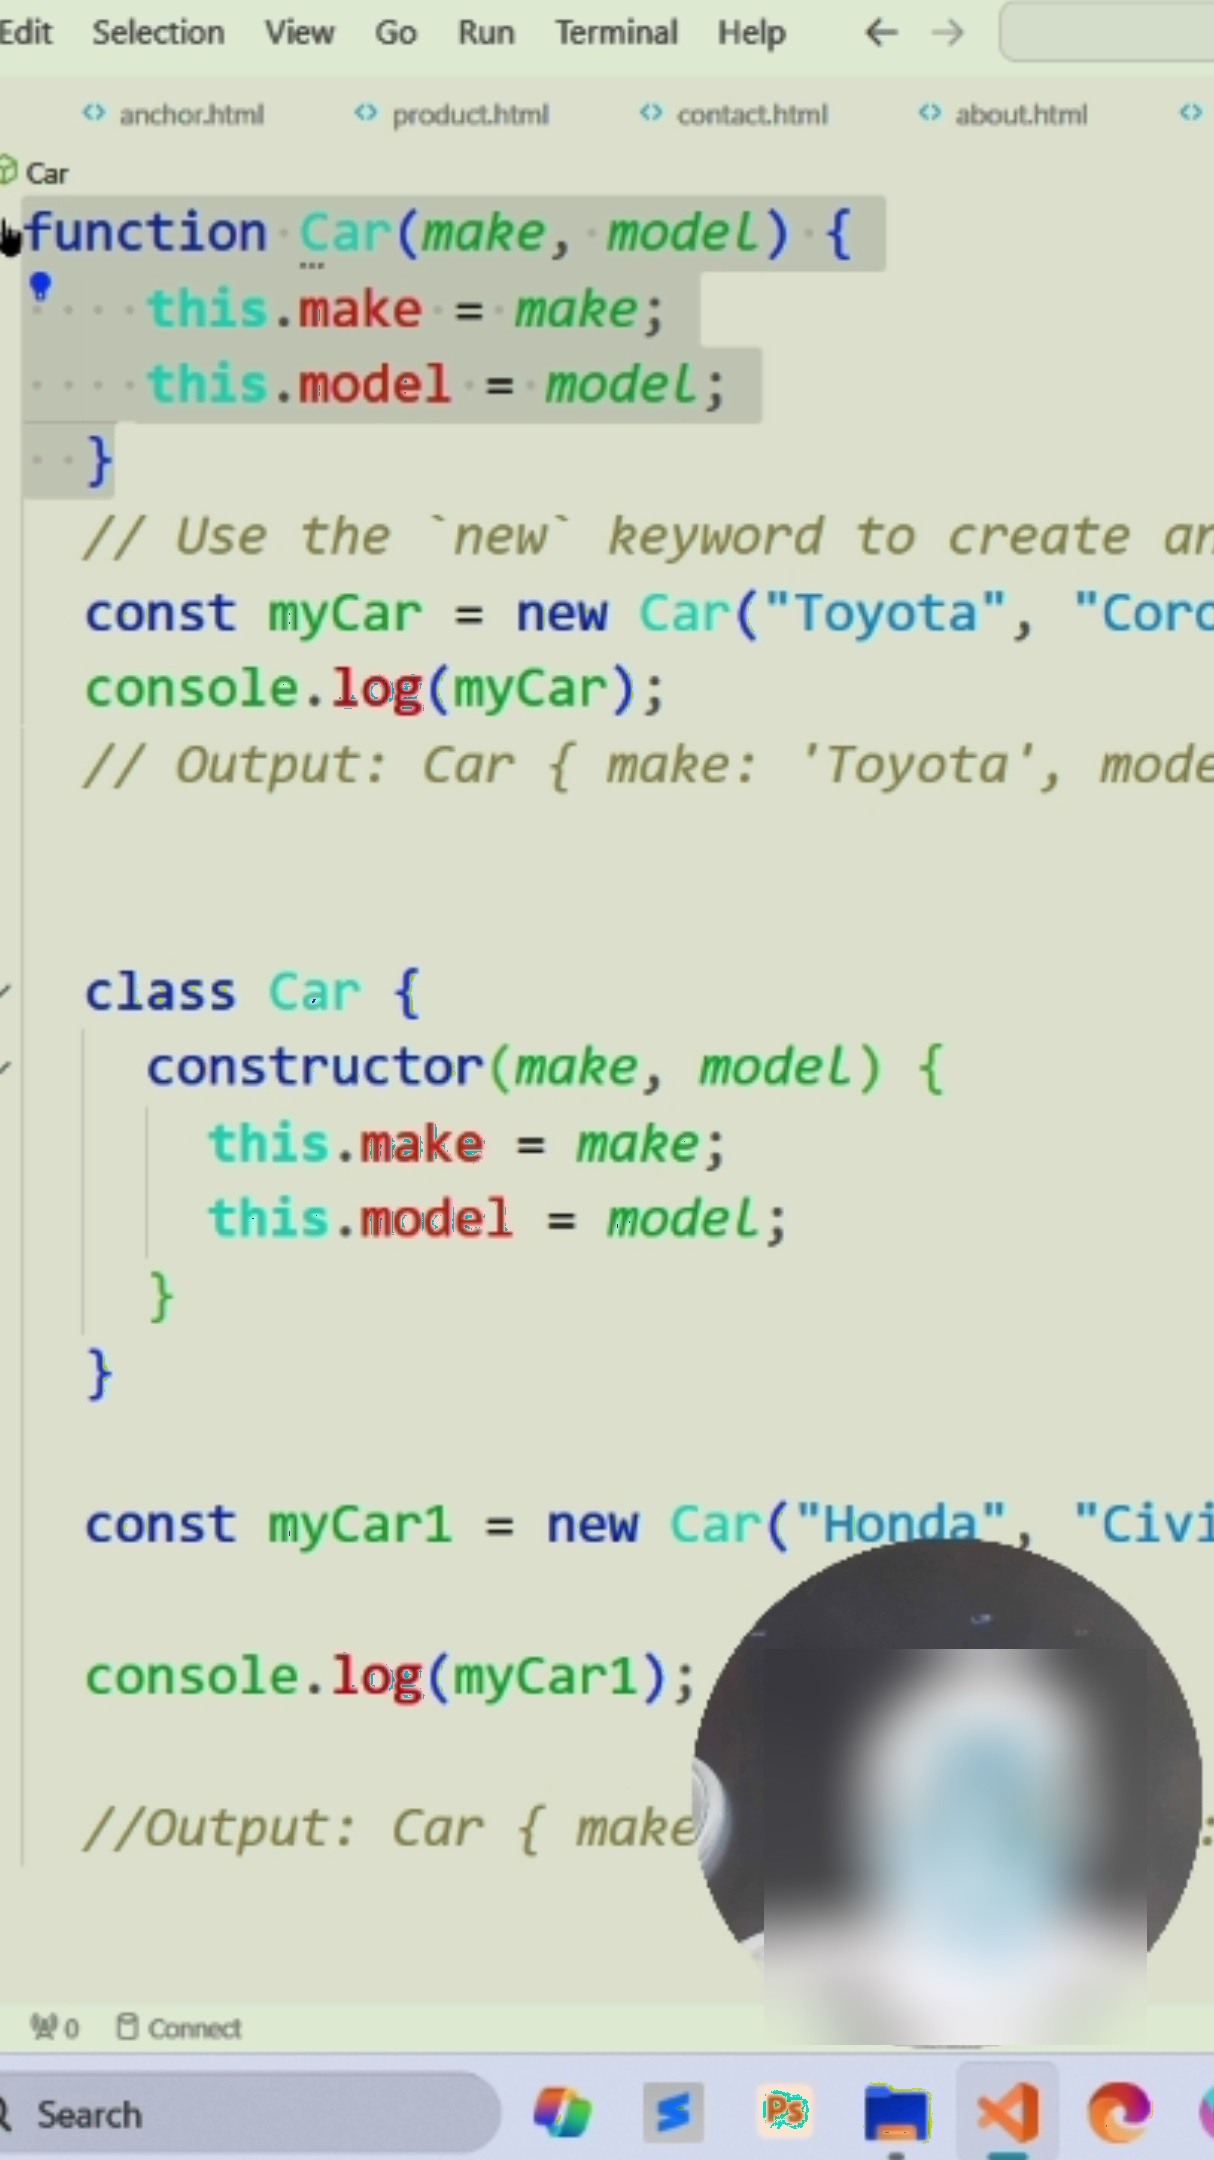 Edit Selection View Go Run Terminal Help
anchor.html product.html contact.html about.html
Car
function Car(make, model) {
this.make = make;
this.model = model;
}
// Use the `new` keyword to create an
const myCar = new Car("Toyota", "Coro
console.log(myCar);
// Output: Car { make: 'Toyota', mode
class Car {
constructor(make, model) {
this.make = make;
this.model = model;
}
}
const myCar1 = new Car("Honda", "Civi
console.log(myCar1);
//Output: Car { make :
0 Connect
Search
Ps